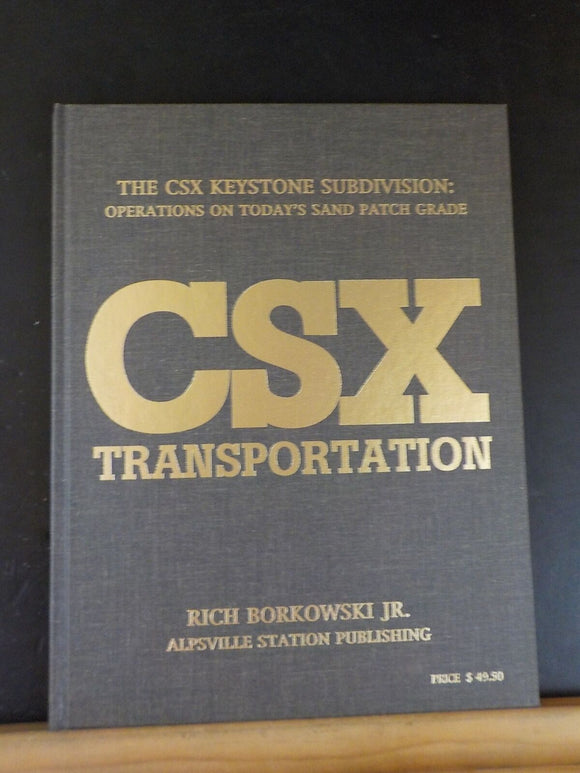 THE CSX KEYSTONE SUBDIVISION:
OPERATIONS ON TODAY'S SAND PATCH GRADE
CSX
TRANSPORTATION
RICH BORKOWSKI JR.
ALPSVILLE STATION PUBLISHING
PRICE $ 49.50